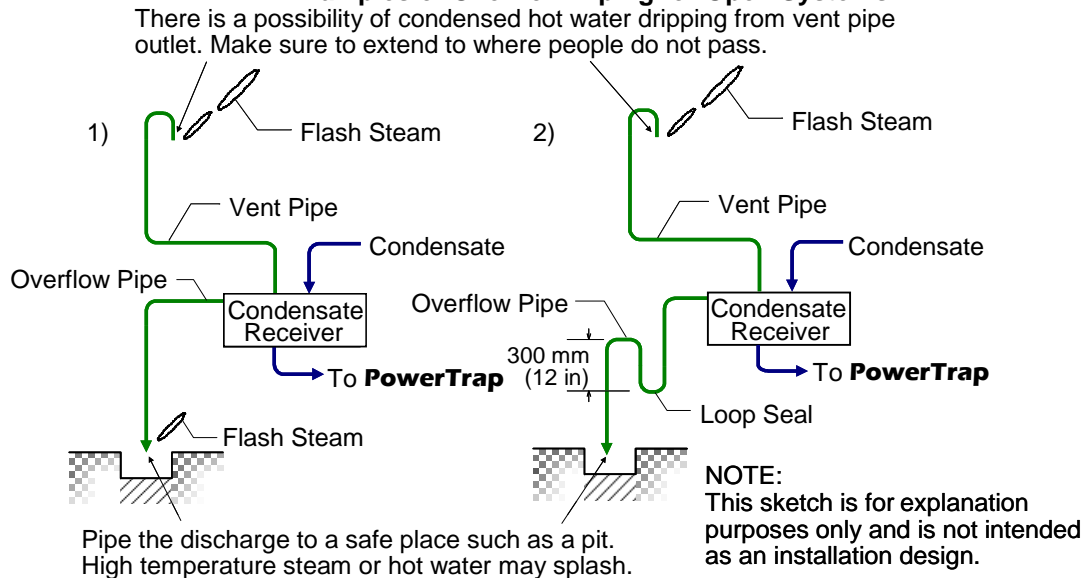 There is a possibility of condensed hot water dripping from vent pipe
outlet. Make sure to extend to where people do not pass.
1)
Flash Steam
Vent Pipe
Condensate
Overflow Pipe
Condensate
Receiver
To PowerTrap
Flash Steam
2)
Flash Steam
Vent Pipe
Condensate
Overflow Pipe
Condensate
Receiver
300 mm
(12 in)
To PowerTrap
Loop Seal
NOTE:
This sketch is for explanation
purposes only and is not intended
as an installation design.
Pipe the discharge to a safe place such as a pit.
High temperature steam or hot water may splash.